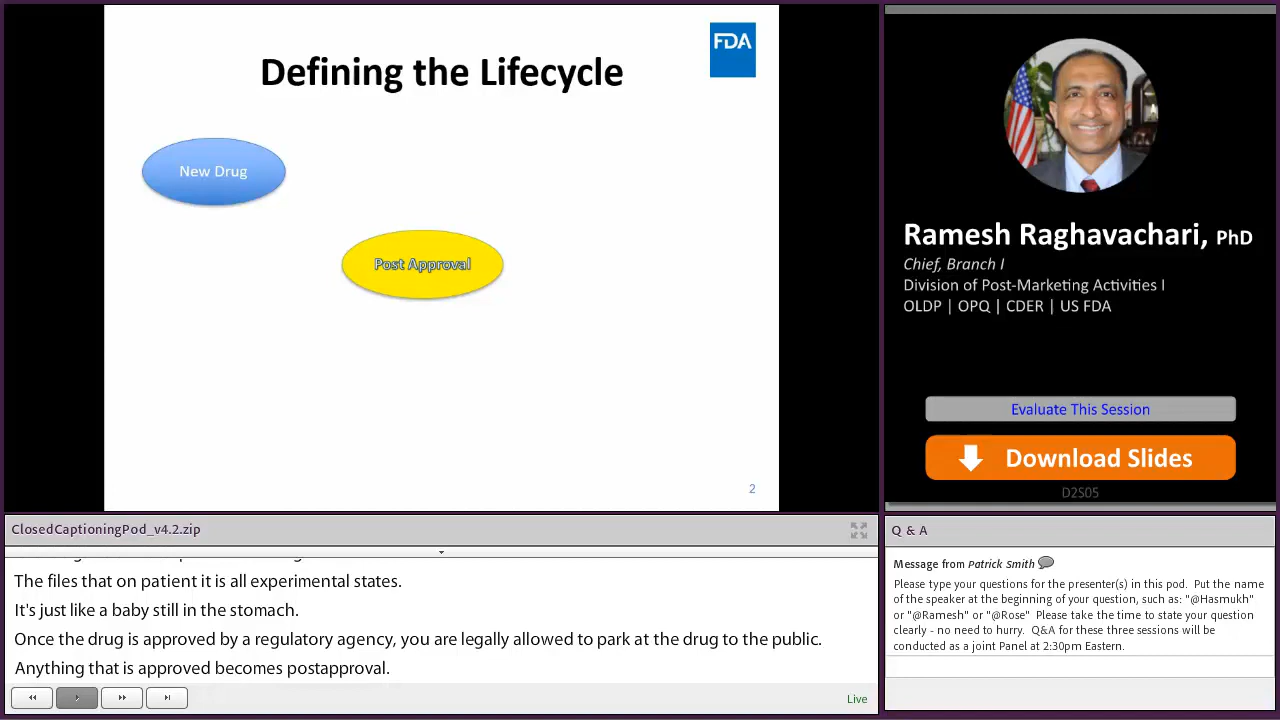 FDA
Defining the Lifecycle
New Drug
Post Approval
2
Ramesh Raghavachari, PhD
Chief, Branch I
Division of Post-Marketing Activities I
OLDP | OPQ | CDER | US FDA
Evaluate This Session
Download Slides
D2S05
ClosedCaptioningPod_v4.2.zip
The files that on patient it is all experimental states.
It's just like a baby still in the stomach.
Once the drug is approved by a regulatory agency, you are legally allowed to park at the drug to the public.
Anything that is approved becomes postapproval.
Live
Q & A
Message from Patrick Smith
Please type your questions for the presenter(s) in this pod. Put the name
of the speaker at the beginning of your question, such as: "@Hasmukh"
or "@Ramesh" or "@Rose" Please take the time to state your question
clearly - no need to hurry. Q&A for these three sessions will be
conducted as a joint Panel at 2:30pm Eastern.